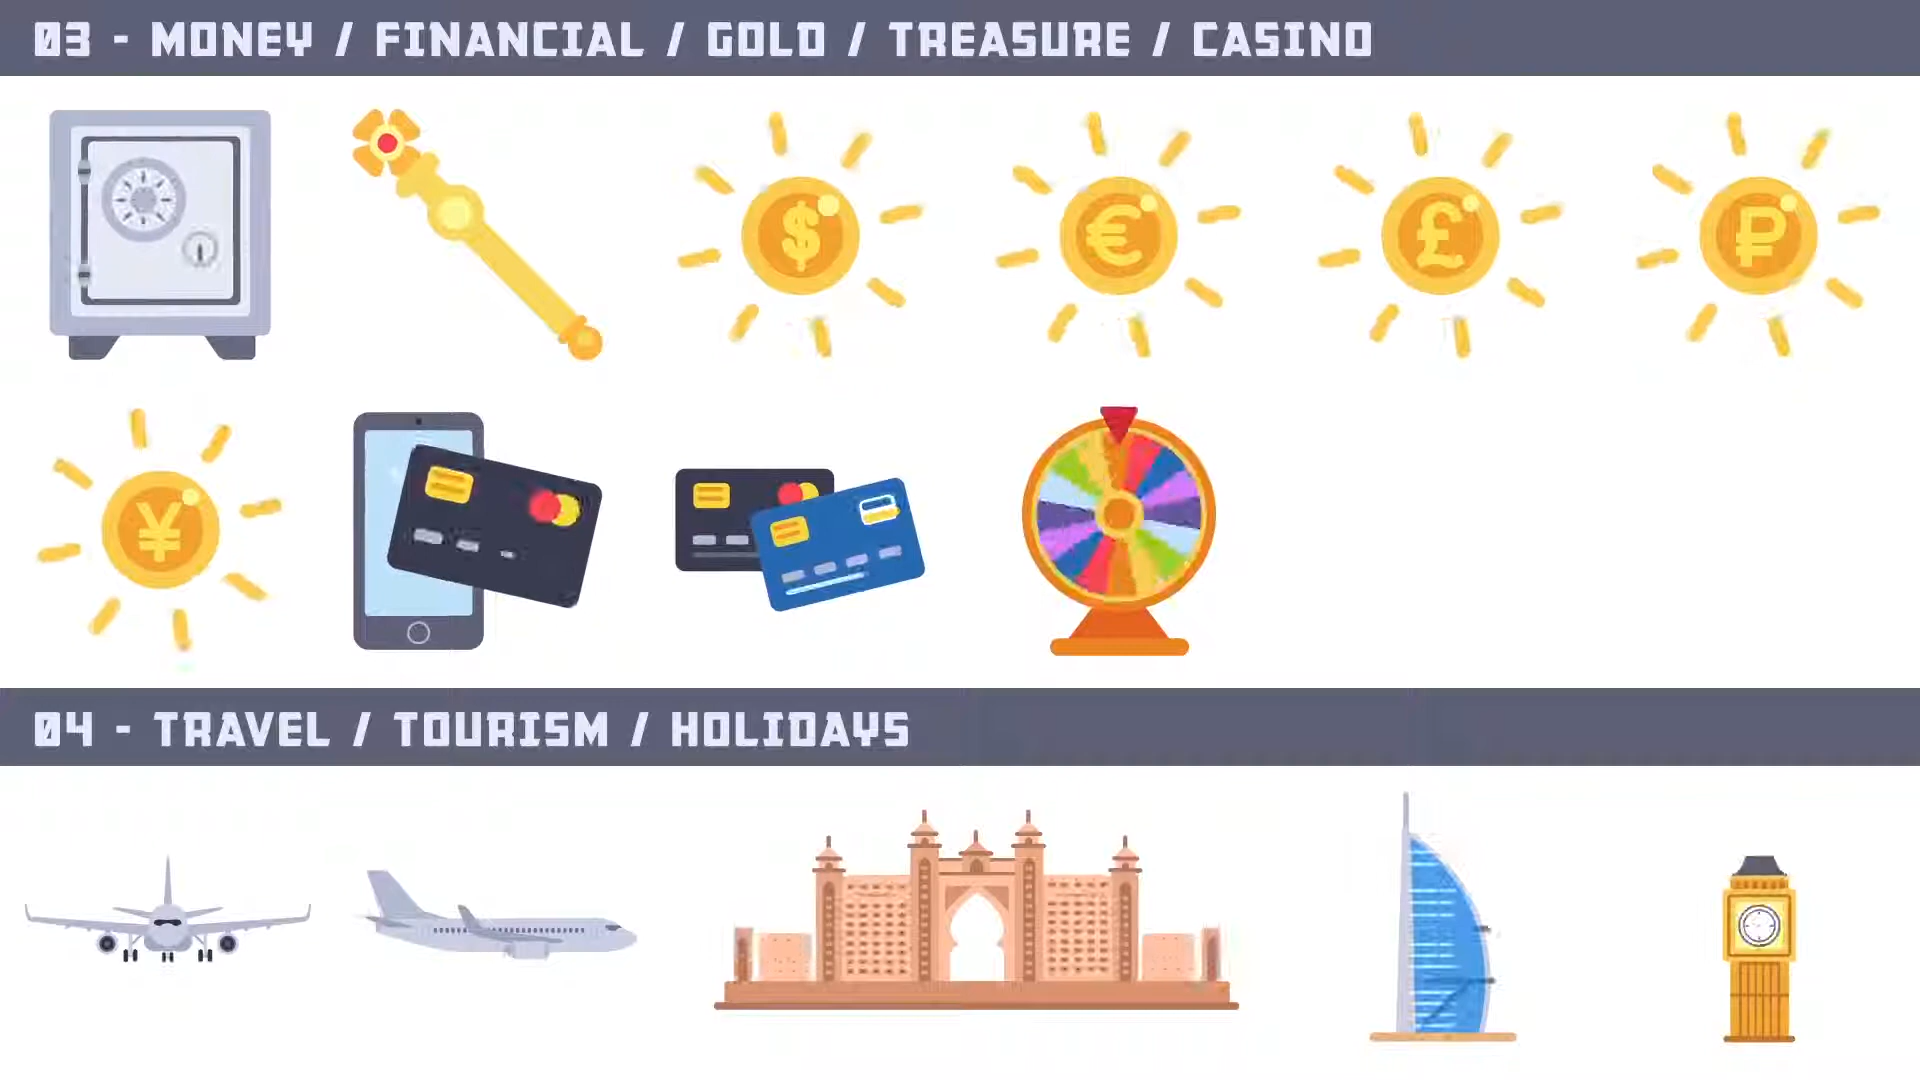 03 - MONEY / FINANCIAL / GOLD / TREASURE / CASINO
$ € £ ₽
¥
04 - TRAVEL / TOURISM / HOLIDAYS